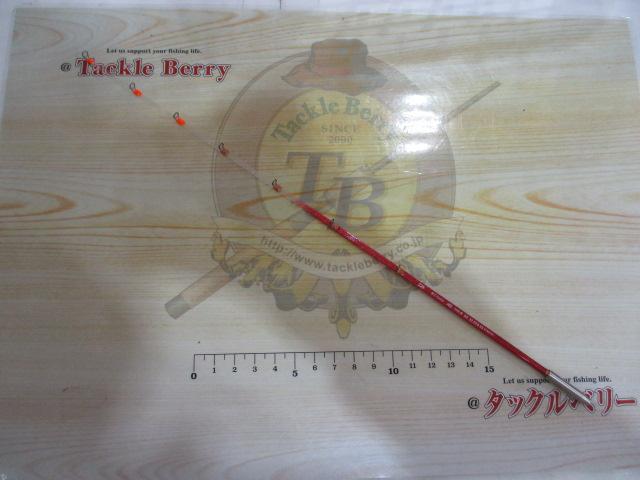 Let us support your fishing life.
@ Tackle Berry
Tackle Berry
SINCE
2000
T&B
http://www.tackleberry.co.jp
0 1 2 3 4 5 6 7 8 9 10 11 12 13 14 15
Let us support your fishing life.
@ タックルベリー